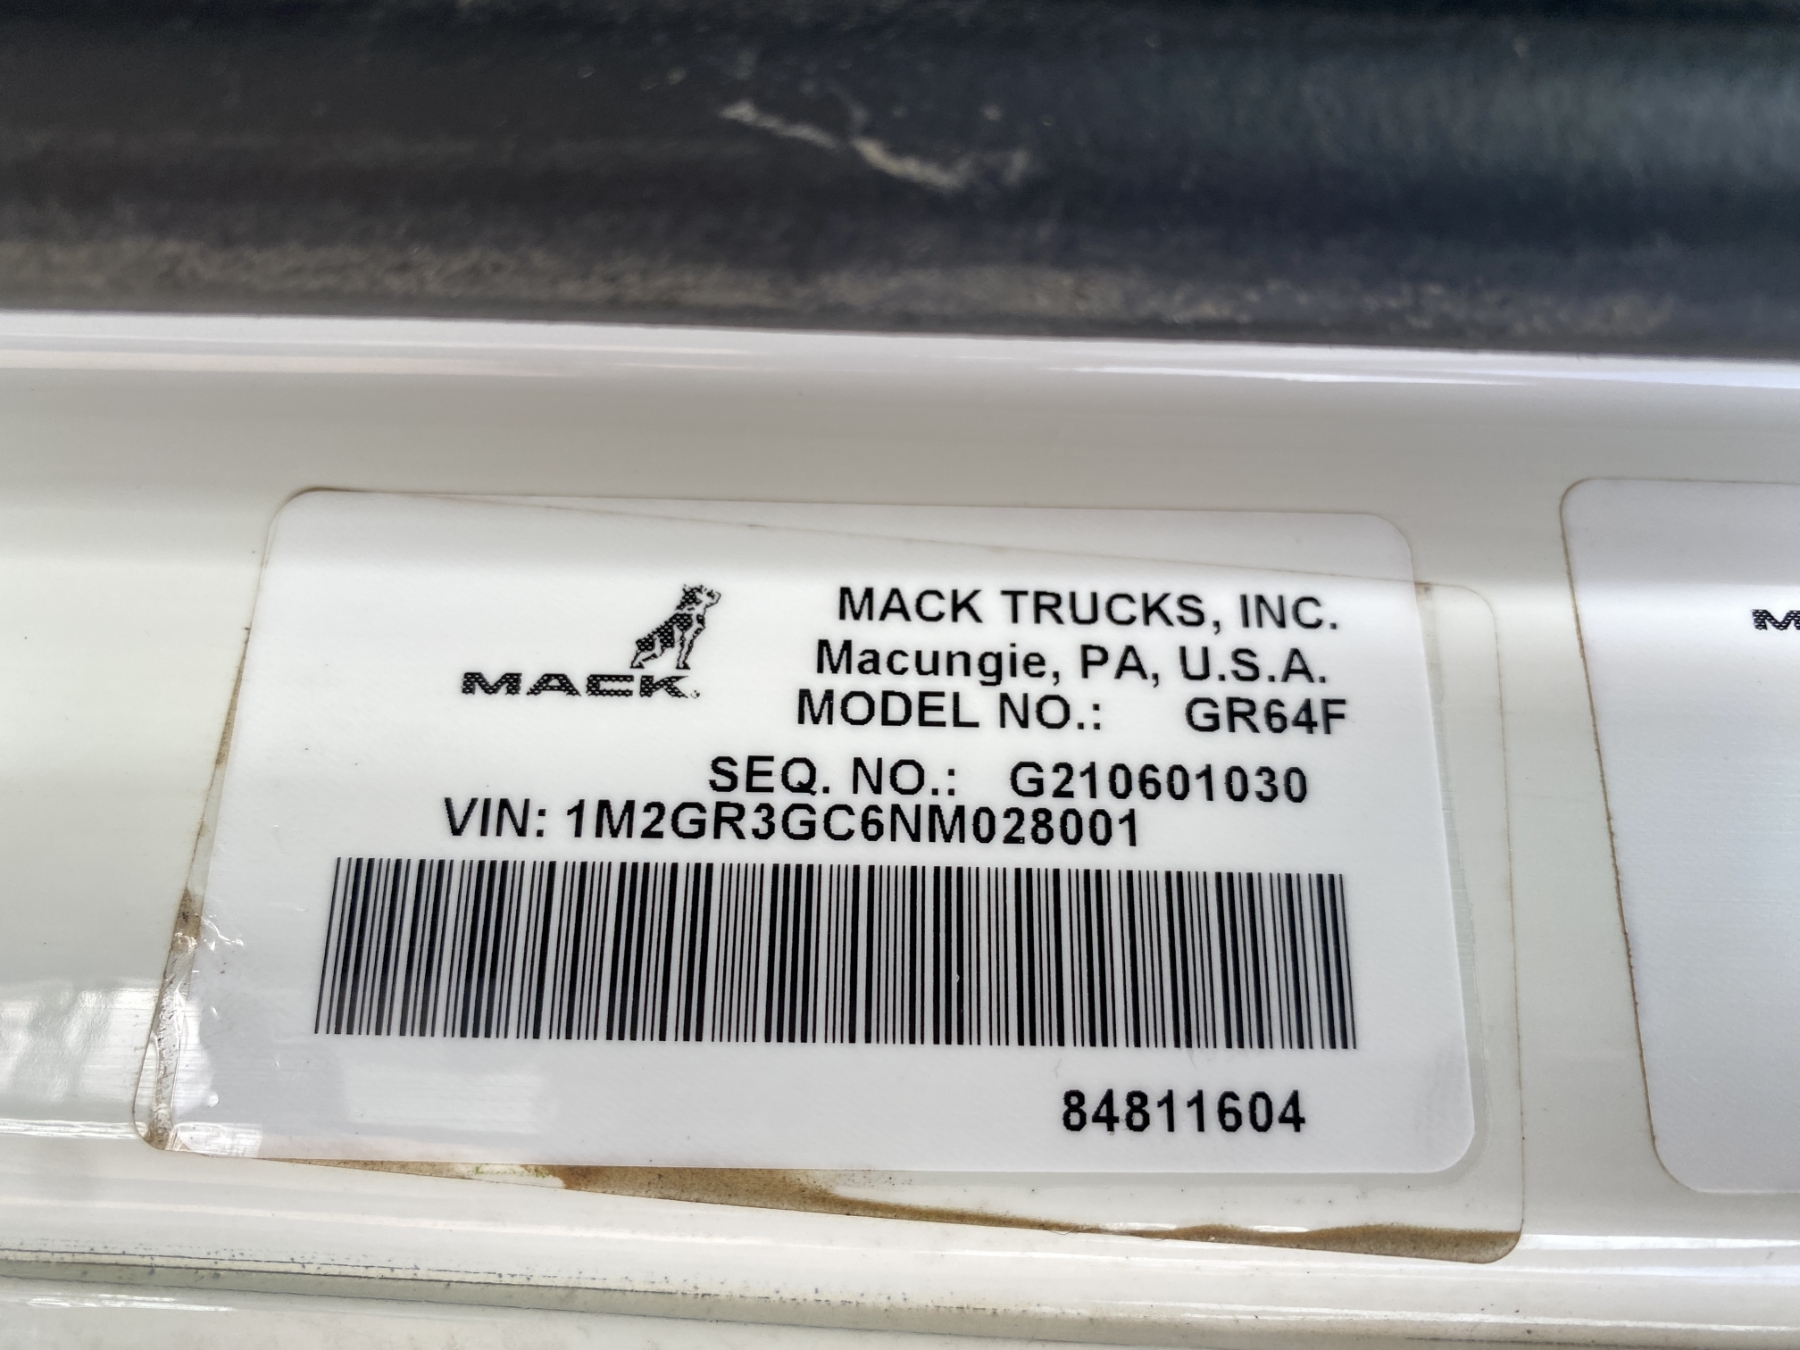 MACK
MACK TRUCKS, INC.
Macungie, PA, U.S.A.
MODEL NO.: GR64F
SEQ. NO.: G210601030
VIN: 1M2GR3GC6NM028001
84811604
M